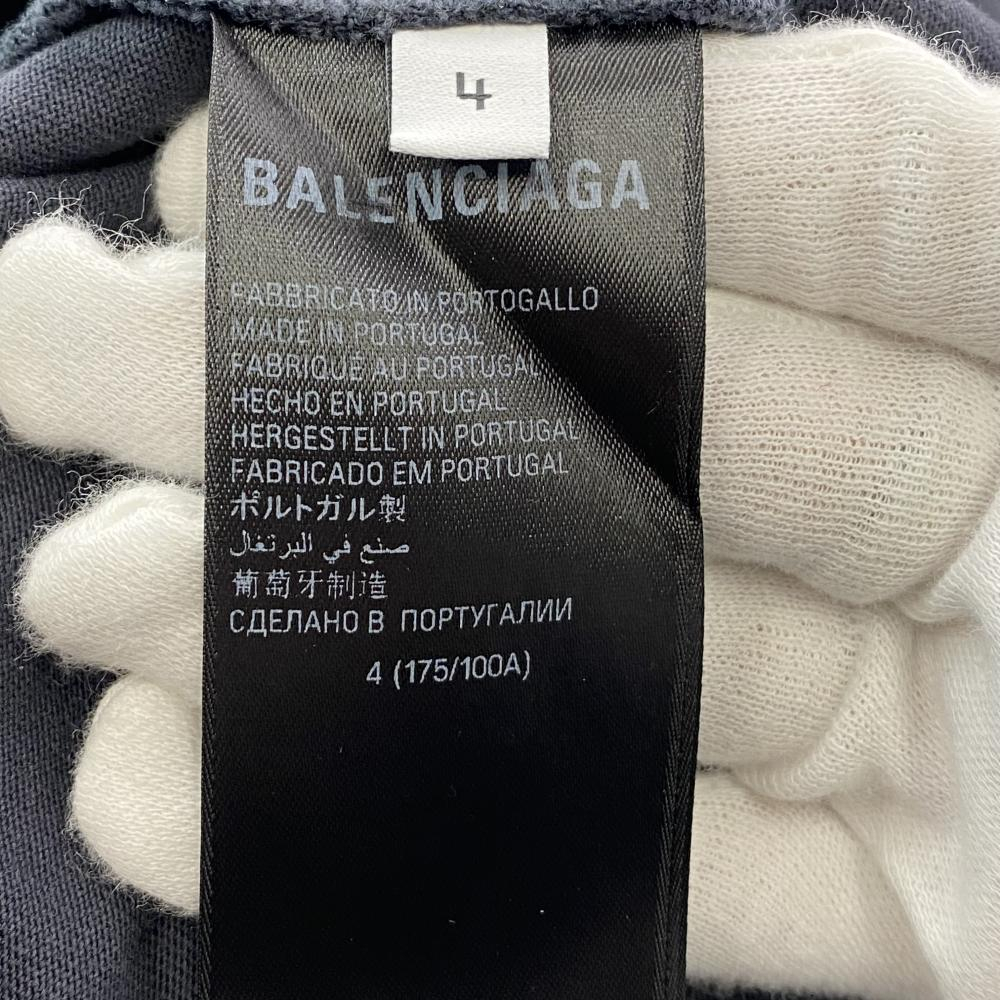 4
BALENCIAGA
FABBRICATO IN PORTOGALLO
MADE IN PORTUGAL
FABRIQUÉ AU PORTUGAL
HECHO EN PORTUGAL
HERGESTELLT IN PORTUGAL
FABRICADO EM PORTUGAL
ポルトガル製
صنع في البرتغال
葡萄牙制造
СДЕЛАНО В ПОРТУГАЛИИ
4 (175/100A)